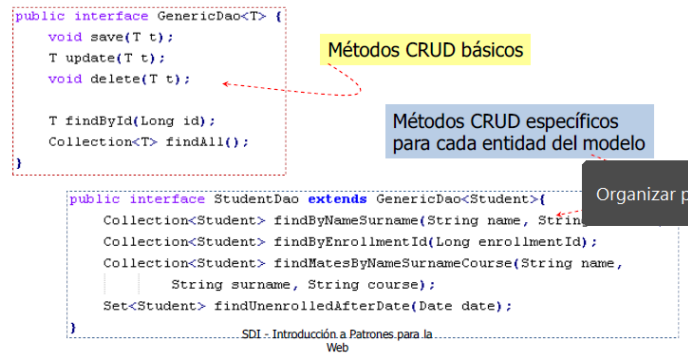 public interface GenericDao<T> {
void save(T t);
T update(T t);
void delete(T t);
T findById(Long id);
Collection<T> findAll();
}
Métodos CRUD básicos
Métodos CRUD específicos
para cada entidad del modelo
Organizar
public interface StudentDao extends GenericDao<Student>{
Collection<Student> findByNameSurname(String name,
Collection<Student> findByEnrollmentId(Long enrollmentId);
Collection<Student> findMatesByNameSurnameCourse(String name,
String surname, String course);
Set<Student> findUnenrolledAfterDate(Date date);
}
SDI - Introducción a Patrones para la
Web